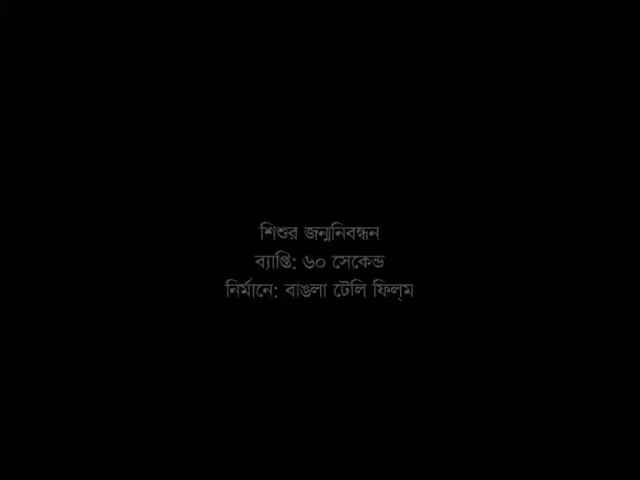 শিশুর জন্মনিবন্ধন
ব্যাপ্তি: ৬০ সেকেন্ড
নির্মানে: বাঙলা টেলি ফিল্‌ম